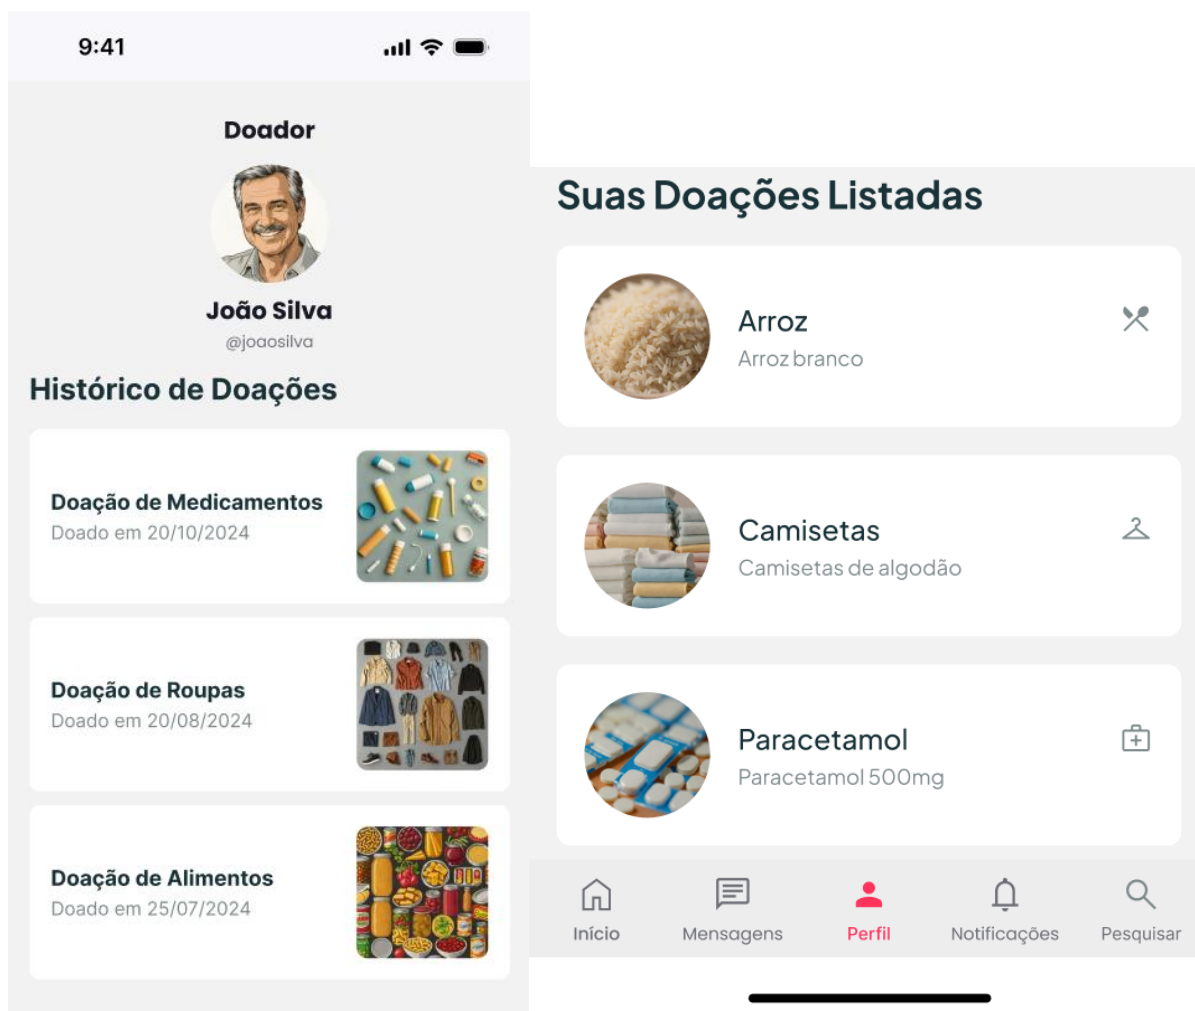 9:41
Doador
João Silva
@joaosilva
Histórico de Doações
Doação de Medicamentos
Doado em 20/10/2024
Doação de Roupas
Doado em 20/08/2024
Doação de Alimentos
Doado em 25/07/2024
Suas Doações Listadas
Arroz
Arroz branco
Camisetas
Camisetas de algodão
Paracetamol
Paracetamol 500mg
Início Mensagens Perfil Notificações Pesquisar